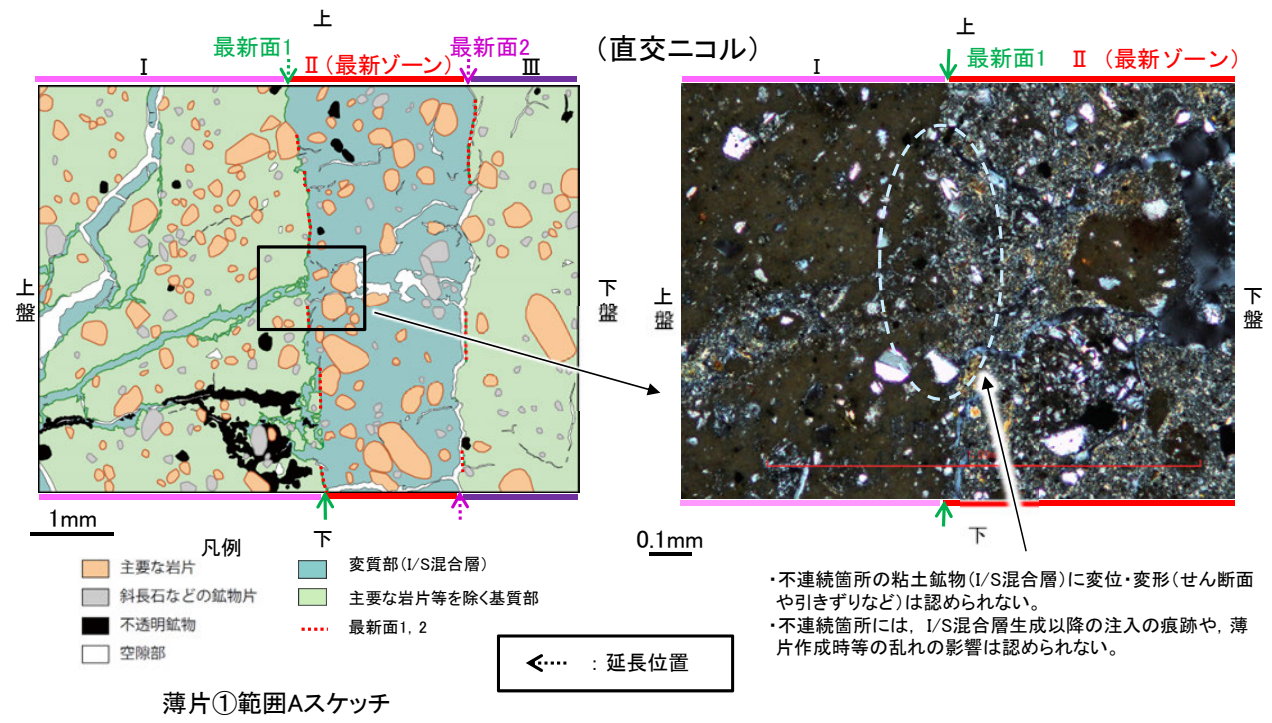 上
最新面1
最新面2
Ⅰ
Ⅱ（最新ゾーン）
Ⅲ
上
盤
下
盤
1mm
下
凡例
主要な岩片
斜長石などの鉱物片
不透明鉱物
空隙部
変質部(I/S混合層)
主要な岩片等を除く基質部
最新面1，2
：延長位置
薄片①範囲Aスケッチ
（直交ニコル）
上
最新面1
Ⅰ
Ⅱ （最新ゾーン）
上
盤
下
盤
0.1mm
下
・不連続箇所の粘土鉱物(I/S混合層)に変位・変形(せん断面
や引きずりなど)は認められない。
・不連続箇所には，I/S混合層生成以降の注入の痕跡や，薄
片作成時等の乱れの影響は認められない。